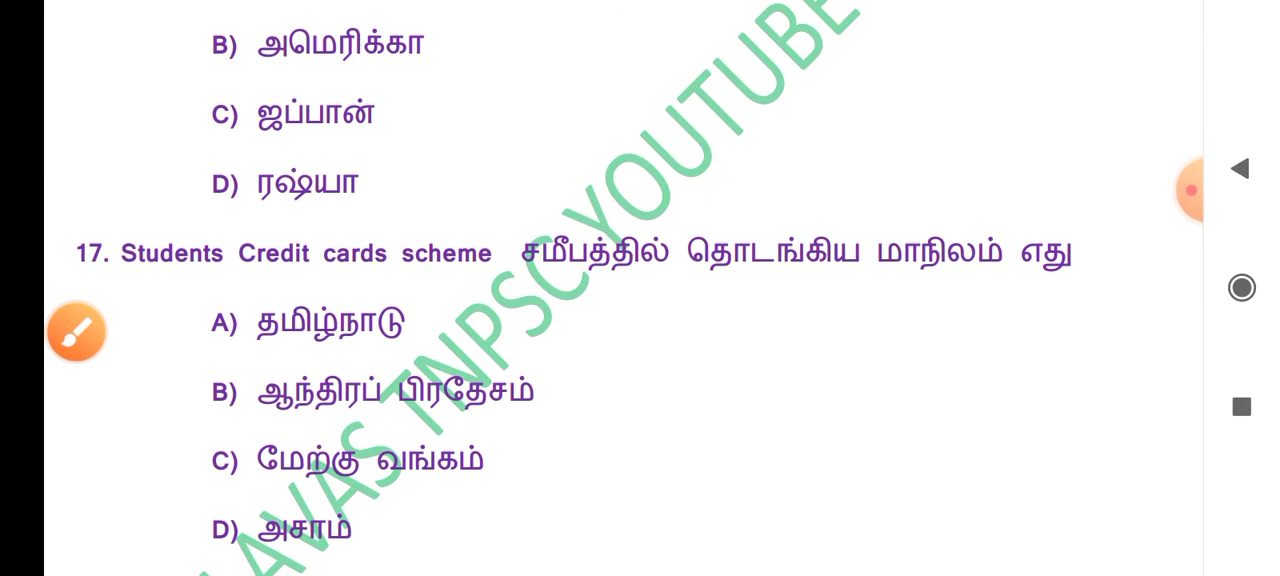 B) அமெரிக்கா
C) ஜப்பான்
D) ரஷ்யா
17. Students Credit cards scheme சமீபத்தில் தொடங்கிய மாநிலம் எது
A) தமிழ்நாடு
B) ஆந்திரப் பிரதேசம்
C) மேற்கு வங்கம்
D) அசாம்
TNPSC YOUTUBE